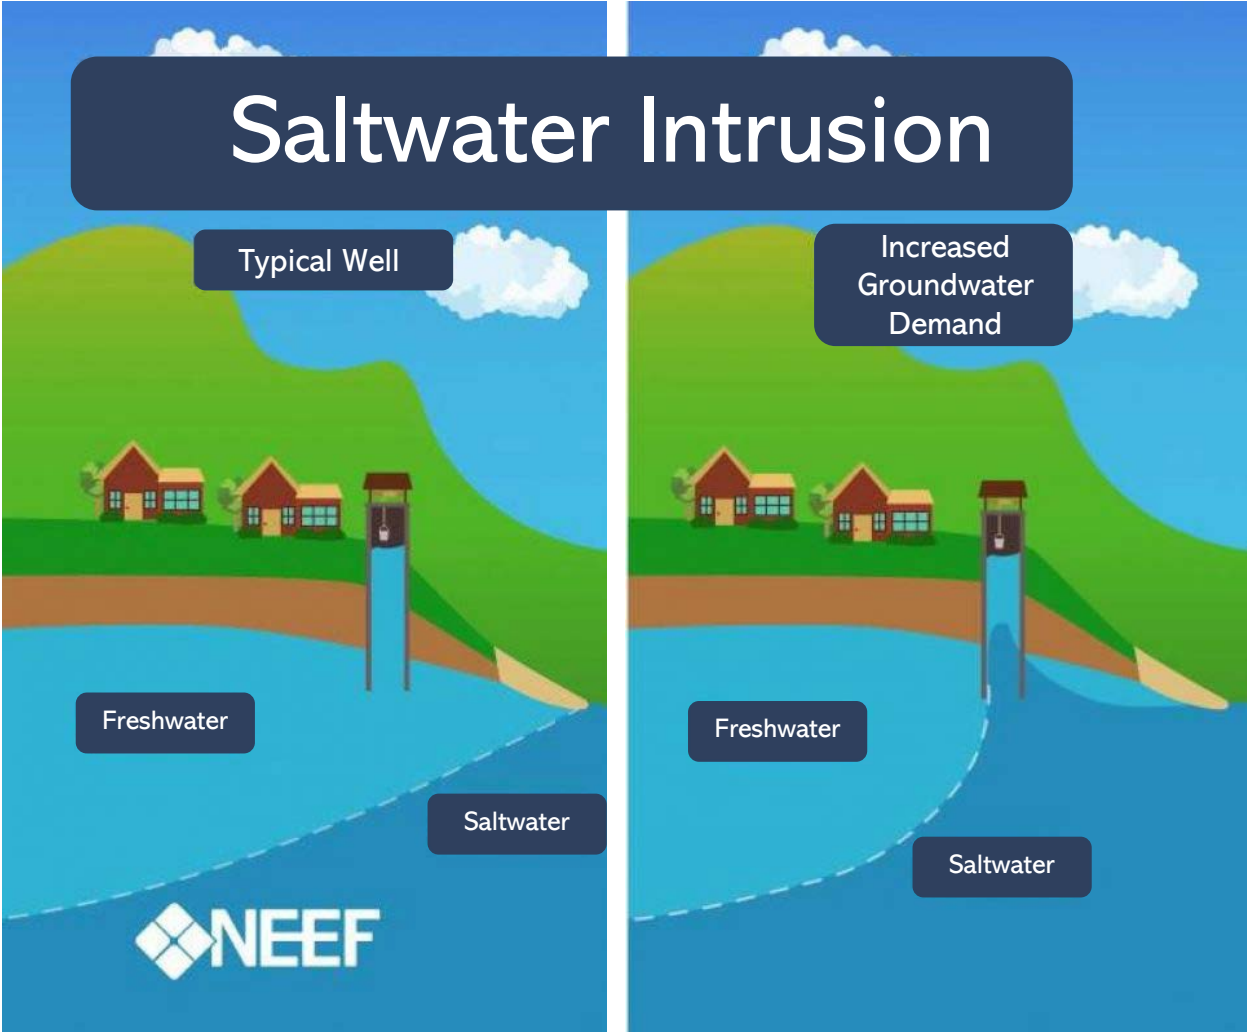 Saltwater Intrusion
Typical Well
Increased
Groundwater
Demand
Freshwater
Saltwater
Freshwater
Saltwater
NEEF